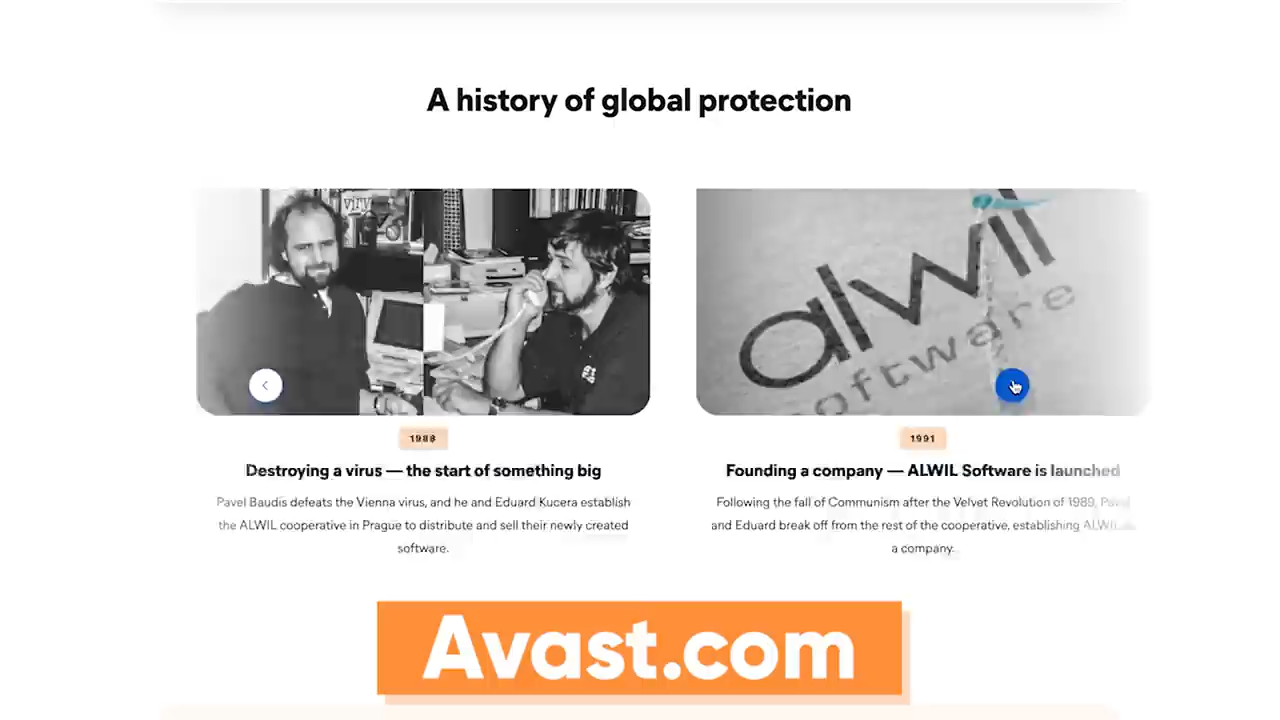 A history of global protection
alwil
software
1988
Destroying a virus — the start of something big
Pavel Baudis defeats the Vienna virus, and he and Eduard Kucera establish
the ALWIL cooperative in Prague to distribute and sell their newly created
software.
1991
Founding a company — ALWIL Software is launched
Following the fall of Communism after the Velvet Revolution of 1989, Pavel
and Eduard break off from the rest of the cooperative, establishing ALWIL
a company.
Avast.com